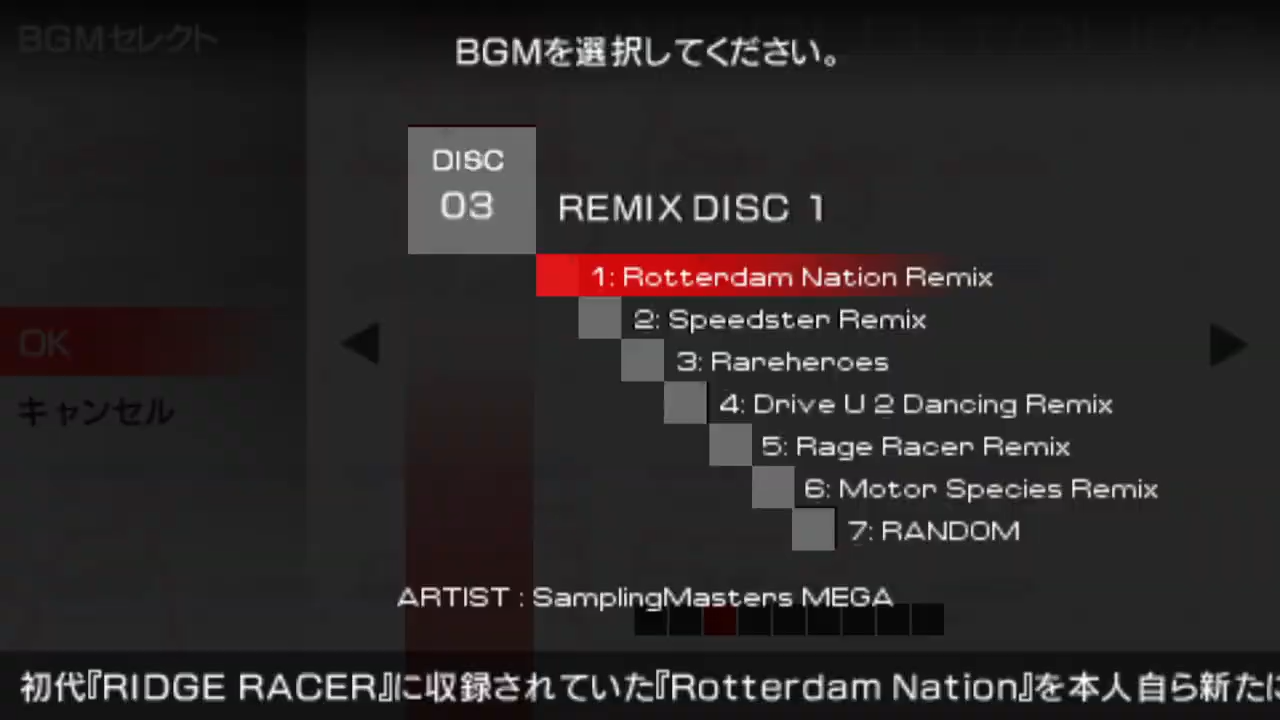 BGMセレクト
BGMを選択してください。
DISC
03
REMIX DISC 1
1: Rotterdam Nation Remix
2: Speedster Remix
3: Rareheroes
4: Drive U 2 Dancing Remix
5: Rage Racer Remix
6: Motor Species Remix
7: RANDOM
OK
キャンセル
ARTIST : SamplingMasters MEGA
初代『RIDGE RACER』に収録されていた『Rotterdam Nation』を本人自ら新たに